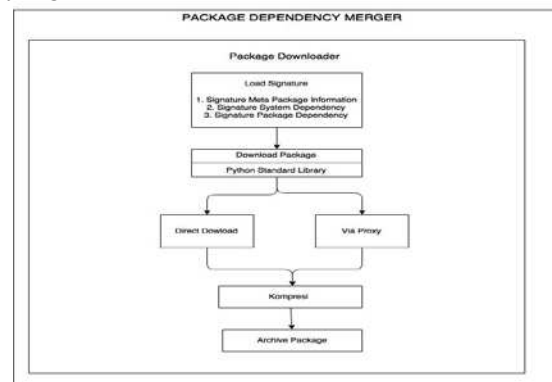 PACKAGE DEPENDENCY MERGER
Package Downloader
Load Signature
1. Signature Meta Package Information
2. Signature System Dependency
3. Signature Package Dependency
Download Package
Python Standard Library
Direct Dowload
Via Proxy
Kompresi
Archive Package